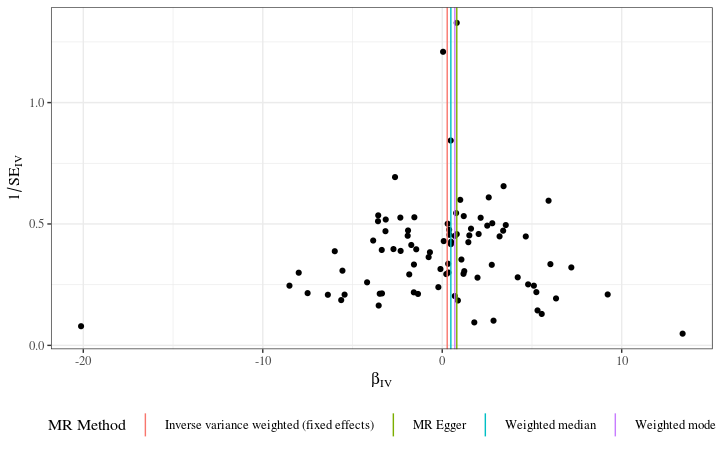 1.0
0.5
0.0
1/SE_IV
-20 -10 0 10
β_IV
MR Method Inverse variance weighted (fixed effects) MR Egger Weighted median Weighted mode